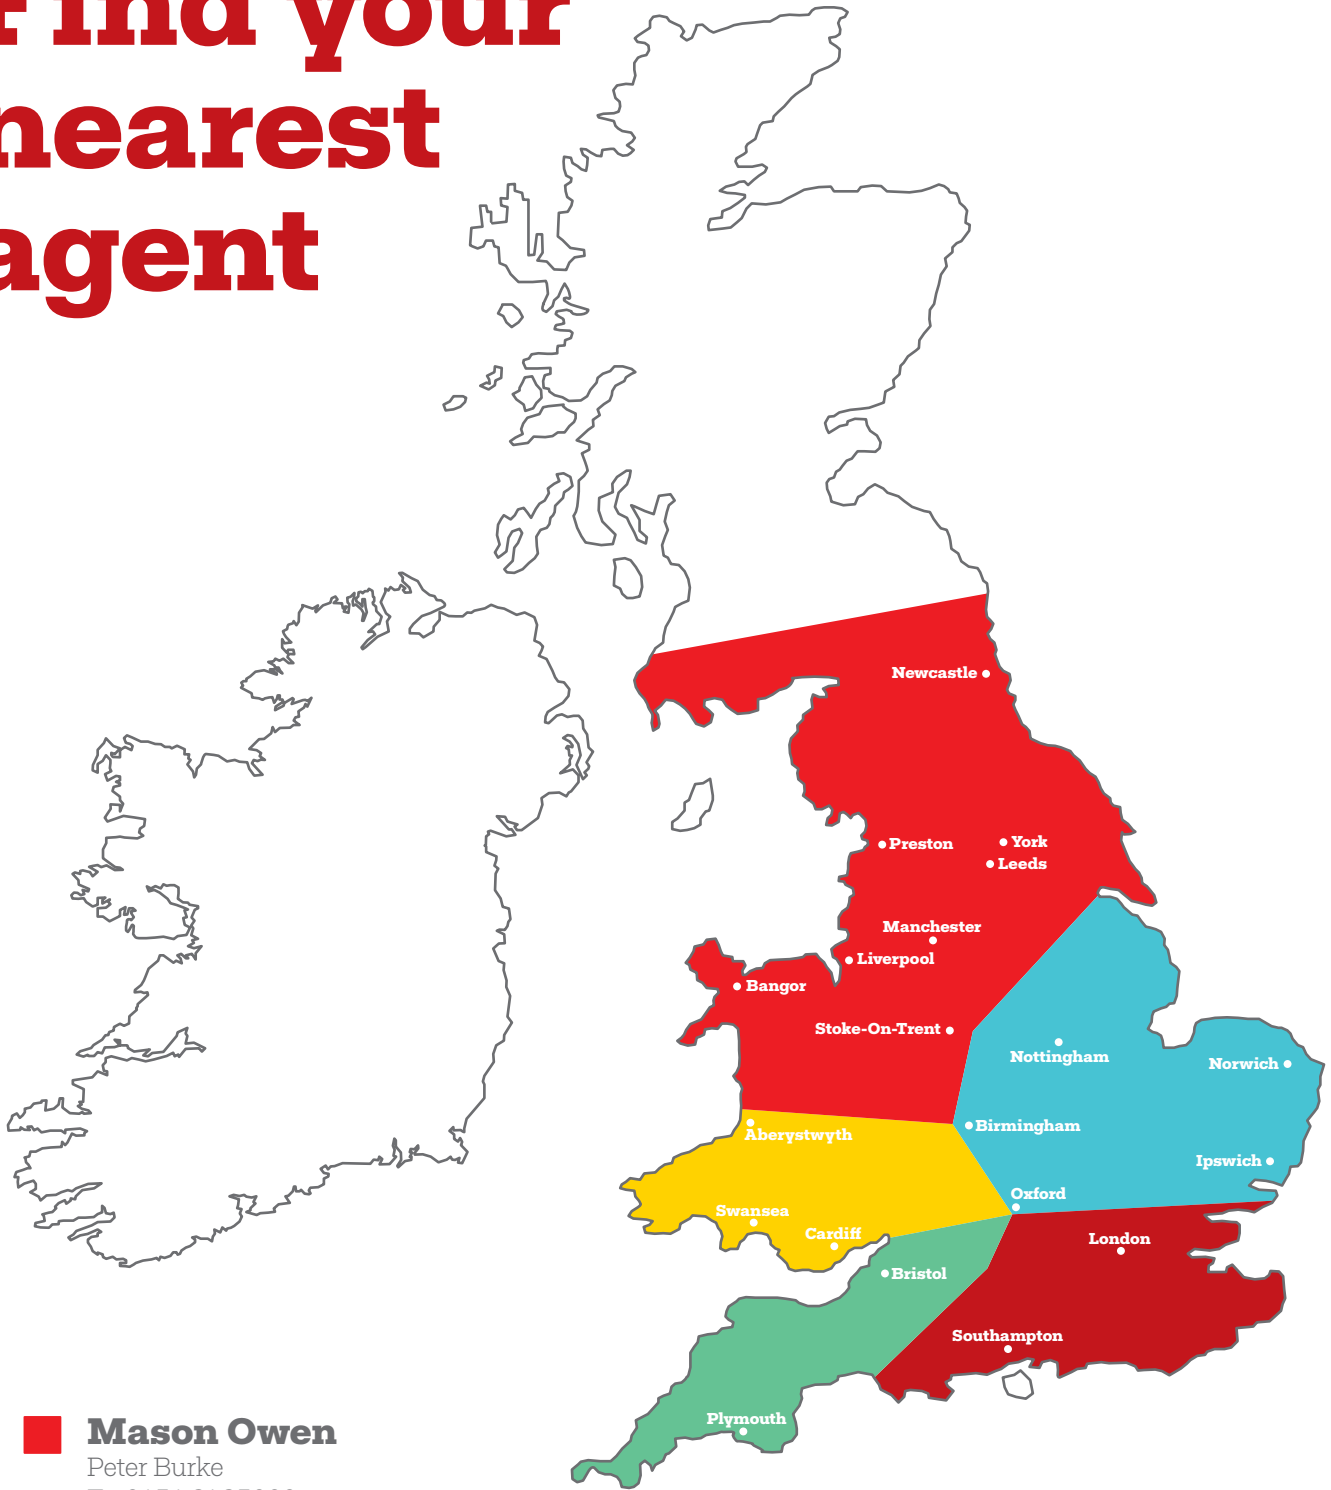 Find your
nearest
agent
Newcastle
Preston
York
Leeds
Manchester
Liverpool
Bangor
Stoke-On-Trent
Nottingham
Norwich
Birmingham
Aberystwyth
Ipswich
Oxford
Swansea
Cardiff
London
Bristol
Southampton
Plymouth
Mason Owen
Peter Burke